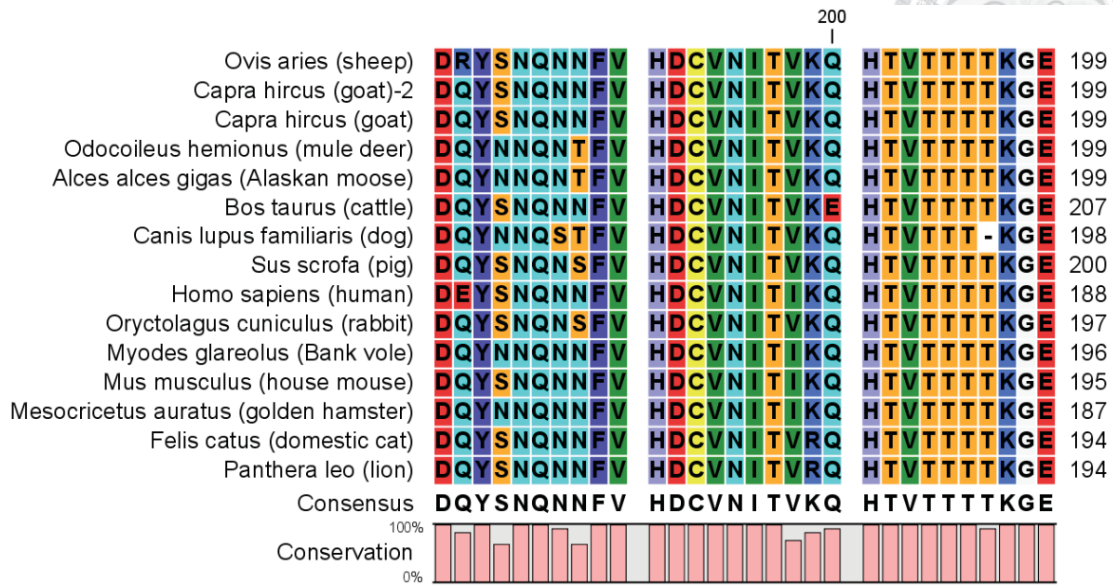 200
Ovis aries (sheep) DRYSNQNNFV HDCVNITVKQ HTVTTTTKGE 199
Capra hircus (goat)-2 DQYSNQNNFV HDCVNITVKQ HTVTTTTKGE 199
Capra hircus (goat) DQYSNQNNFV HDCVNITVKQ HTVTTTTKGE 199
Odocoileus hemionus (mule deer) DQYNNQNTFV HDCVNITVKQ HTVTTTTKGE 199
Alces alces gigas (Alaskan moose) DQYNNQNTFV HDCVNITVKQ HTVTTTTKGE 199
Bos taurus (cattle) DQYSNQNNFV HDCVNITVKE HTVTTTTKGE 207
Canis lupus familiaris (dog) DQYNNQSTFV HDCVNITVKQ HTVTTT-KGE 198
Sus scrofa (pig) DQYSNQNSFV HDCVNITVKQ HTVTTTTKGE 200
Homo sapiens (human) DEYSNQNNFV HDCVNITIKQ HTVTTTTKGE 188
Oryctolagus cuniculus (rabbit) DQYSNQNSFV HDCVNITVKQ HTVTTTTKGE 197
Myodes glareolus (Bank vole) DQYNNQNNFV HDCVNITIKQ HTVTTTTKGE 196
Mus musculus (house mouse) DQYSNQNNFV HDCVNITIKQ HTVTTTTKGE 195
Mesocricetus auratus (golden hamster) DQYNNQNNFV HDCVNITIKQ HTVTTTTKGE 187
Felis catus (domestic cat) DQYSNQNNFV HDCVNITVRQ HTVTTTTKGE 194
Panthera leo (lion) DQYSNQNNFV HDCVNITVRQ HTVTTTTKGE 194
Consensus DQYSNQNNFV HDCVNITVKQ HTVTTTTKGE
100%
Conservation
0%